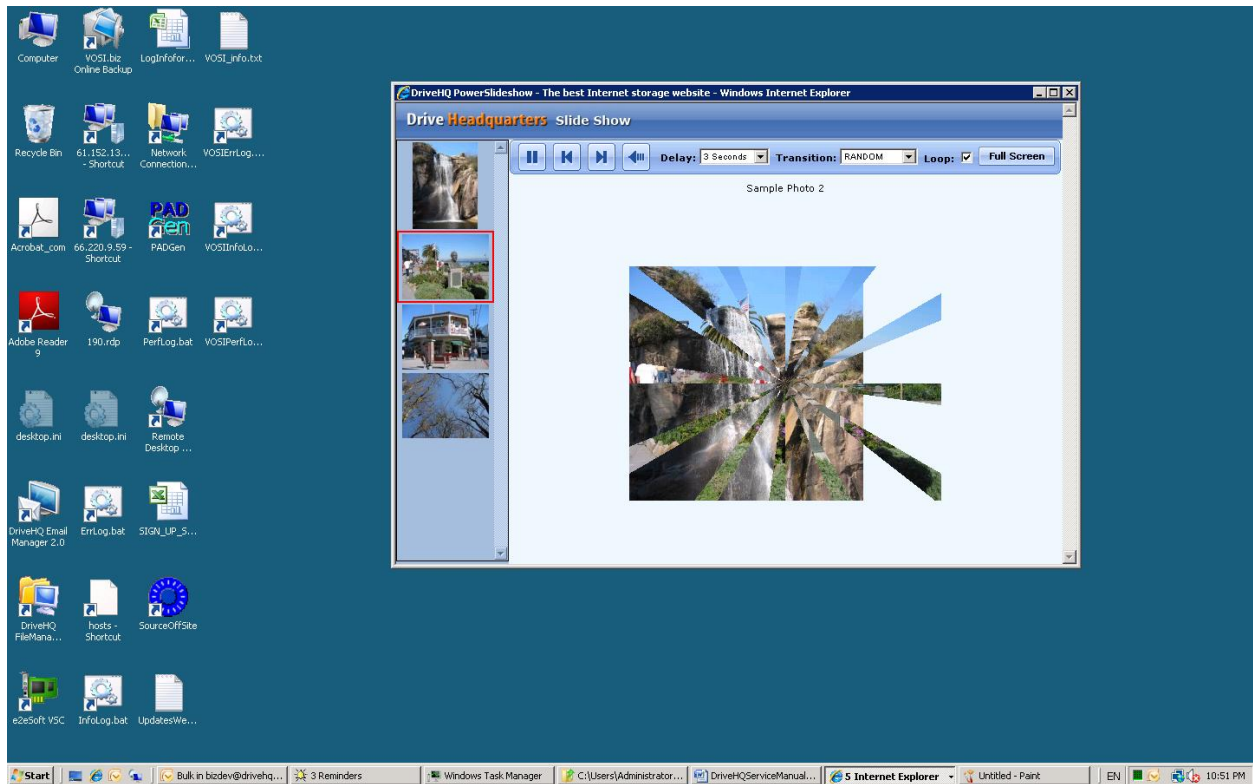 Computer
VOSI.biz
Online Backup
LogInfofor...
VOSI_info.txt
Recycle Bin
61.152.13...
- Shortcut
Network
Connection...
VOSIErrLog....
Acrobat_com
66.220.9.59 -
Shortcut
PAD
Gen
PADGen
VOSIInfoLo...
Adobe Reader
9
190.rdp
PerfLog.bat
VOSIPerfLo...
desktop.ini
desktop.ini
Remote
Desktop ...
DriveHQ Email
Manager 2.0
ErrLog.bat
SIGN_UP_S...
DriveHQ
FileMana...
hosts -
Shortcut
SourceOffSite
e2eSoft VSC
InfoLog.bat
UpdatesWe...
DriveHQ PowerSlideshow - The best Internet storage website - Windows Internet Explorer
Drive Headquarters Slide Show
Delay: 3 Seconds Transition: RANDOM Loop: Full Screen
Sample Photo 2
Start Bulk in bizdev@drivehq... 3 Reminders Windows Task Manager C:\Users\Administrator... DriveHQServiceManual... 5 Internet Explorer Untitled - Paint EN 10:51 PM